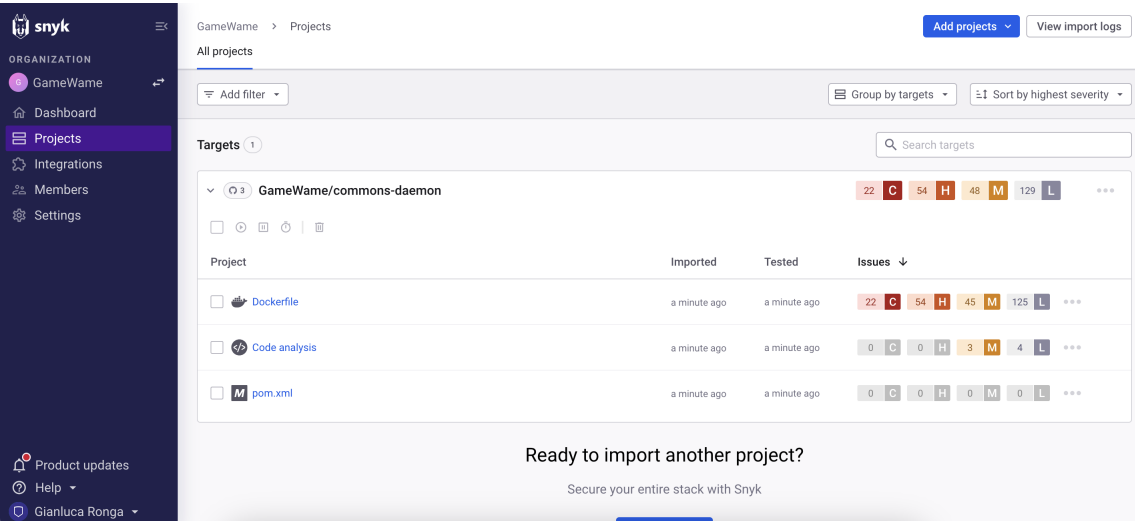 snyk
ORGANIZATION
G GameWame
Dashboard
Projects
Integrations
Members
Settings
Product updates
Help
Gianluca Ronga
GameWame > Projects
Add projects View import logs
All projects
Add filter Group by targets Sort by highest severity
Targets 1 Search targets
3 GameWame/commons-daemon 22 C 54 H 48 M 129 L
Project Imported Tested Issues
Dockerfile a minute ago a minute ago 22 C 54 H 45 M 125 L
</> Code analysis a minute ago a minute ago 0 C 0 H 3 M 4 L
M pom.xml a minute ago a minute ago 0 C 0 H 0 M 0 L
Ready to import another project?
Secure your entire stack with Snyk